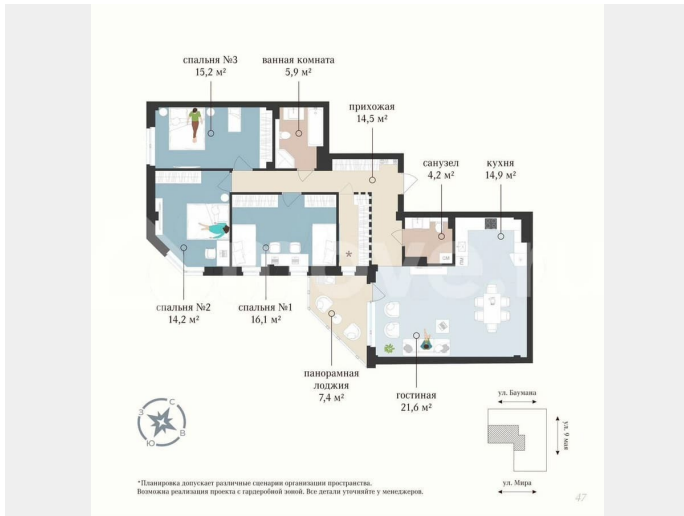 спальня №3
15,2 м²
ванная комната
5,9 м²
прихожая
14,5 м²
санузел
4,2 м²
кухня
14,9 м²
спальня №2
14,2 м²
спальня №1
16,1 м²
панорамная
лоджия
7,4 м²
гостиная
21,6 м²
С
З
В
Ю
ул. Баумана
ул. 9 мая
ул. Мира
*Планировка допускает различные сценарии организации пространства.
Возможна реализация проекта с гардеробной зоной. Все детали уточняйте у менеджеров.
47